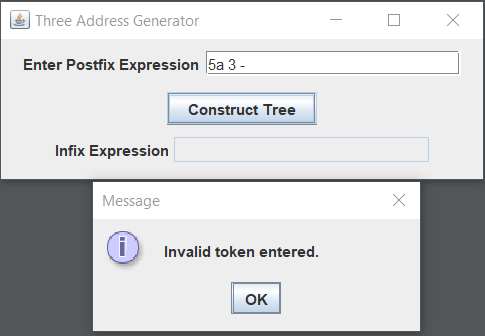 Three Address Generator
Enter Postfix Expression 5a 3 -
Construct Tree
Infix Expression
Message
Invalid token entered.
OK